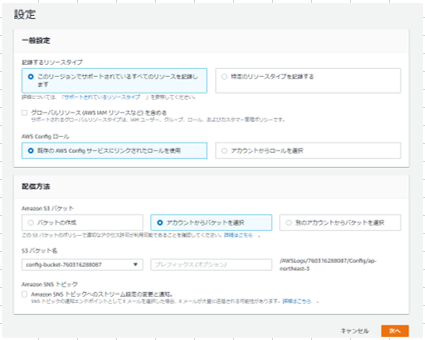 設定
一般設定
記録するリソースタイプ
このリージョンでサポートされているすべてのリソースを記録し
ます
特定のリソースタイプを記録する
詳細については、「サポートされているリソースタイプ 」を参照してください。
グローバルリソース (AWS IAM リソースなど) を含める
サポートされるグローバルリソースタイプは、IAM ユーザー、グループ、ロール、およびカスタマー管理ポリシーです。
AWS Config ロール
既存の AWS Config サービスにリンクされたロールを使用
アカウントからロールを選択
配信方法
Amazon S3 バケット
バケットの作成
アカウントからバケットを選択
別のアカウントからバケットを選択
この S3 バケットのポリシーで適切なアクセス許可が利用可能であることを確認してください。詳細はこちら 。
S3 バケット名
config-bucket-760316288087
プレフィックス (オプション)
/AWSLogs/760316288087/Config/ap-
northeast-3
Amazon SNS トピック
Amazon SNS トピックへのストリーム設定の変更と通知。
SNS トピックの通知エンドポイントとして E メールを選択した場合、E メールが大量に送信される可能性があります。詳細はこちら 。
キャンセル
次へ